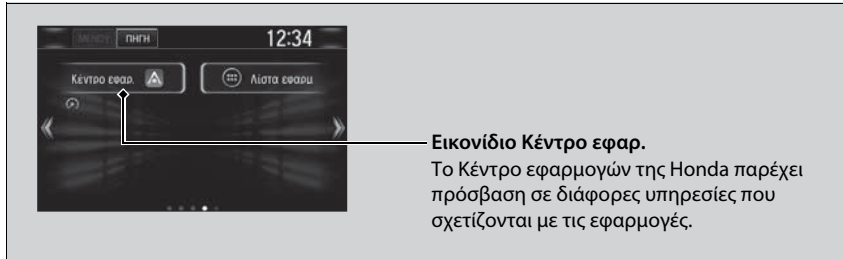 ΜΕΝΟΥ ΠΗΓΗ 12:34
Κέντρο εφαρ. Λίστα εφαρμ
Εικονίδιο Κέντρο εφαρ.
Το Κέντρο εφαρμογών της Honda παρέχει
πρόσβαση σε διάφορες υπηρεσίες που
σχετίζονται με τις εφαρμογές.